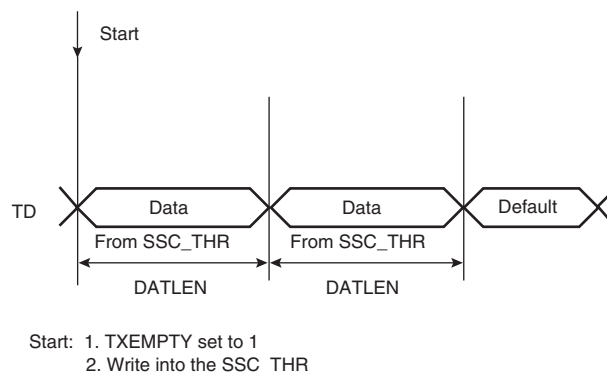 Start
TD
Data
Data
Default
From SSC_THR
From SSC_THR
DATLEN
DATLEN
Start: 1. TXEMPTY set to 1
2. Write into the SSC_THR